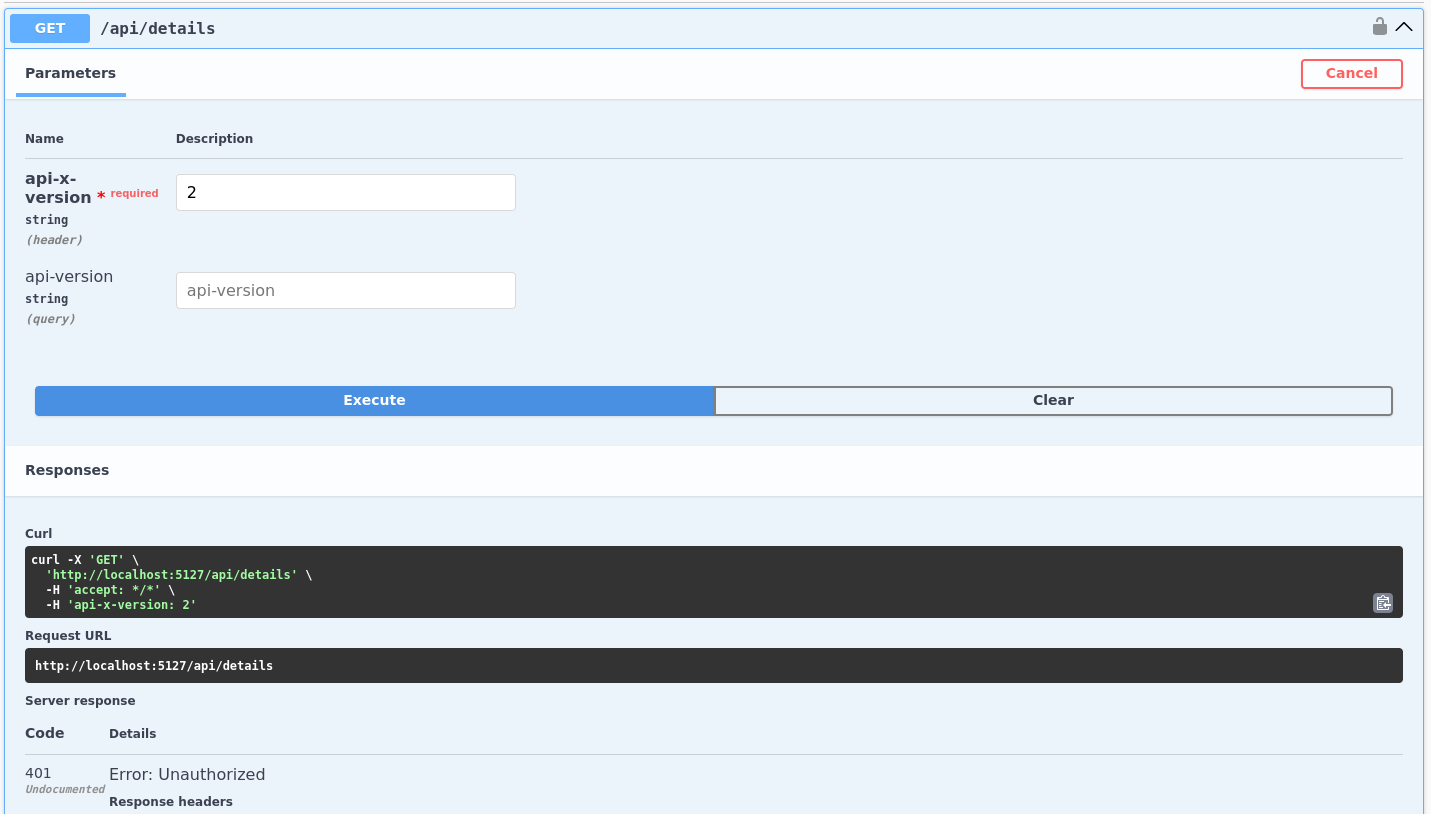 GET /api/details
Parameters Cancel
Name Description
api-x-
version * required 2
string
(header)
api-version api-version
string
(query)
Execute Clear
Responses
Curl
curl -X 'GET' \
'http://localhost:5127/api/details' \
-H 'accept: */*' \
-H 'api-x-version: 2'
Request URL
http://localhost:5127/api/details
Server response
Code Details
401 Error: Unauthorized
Undocumented
Response headers